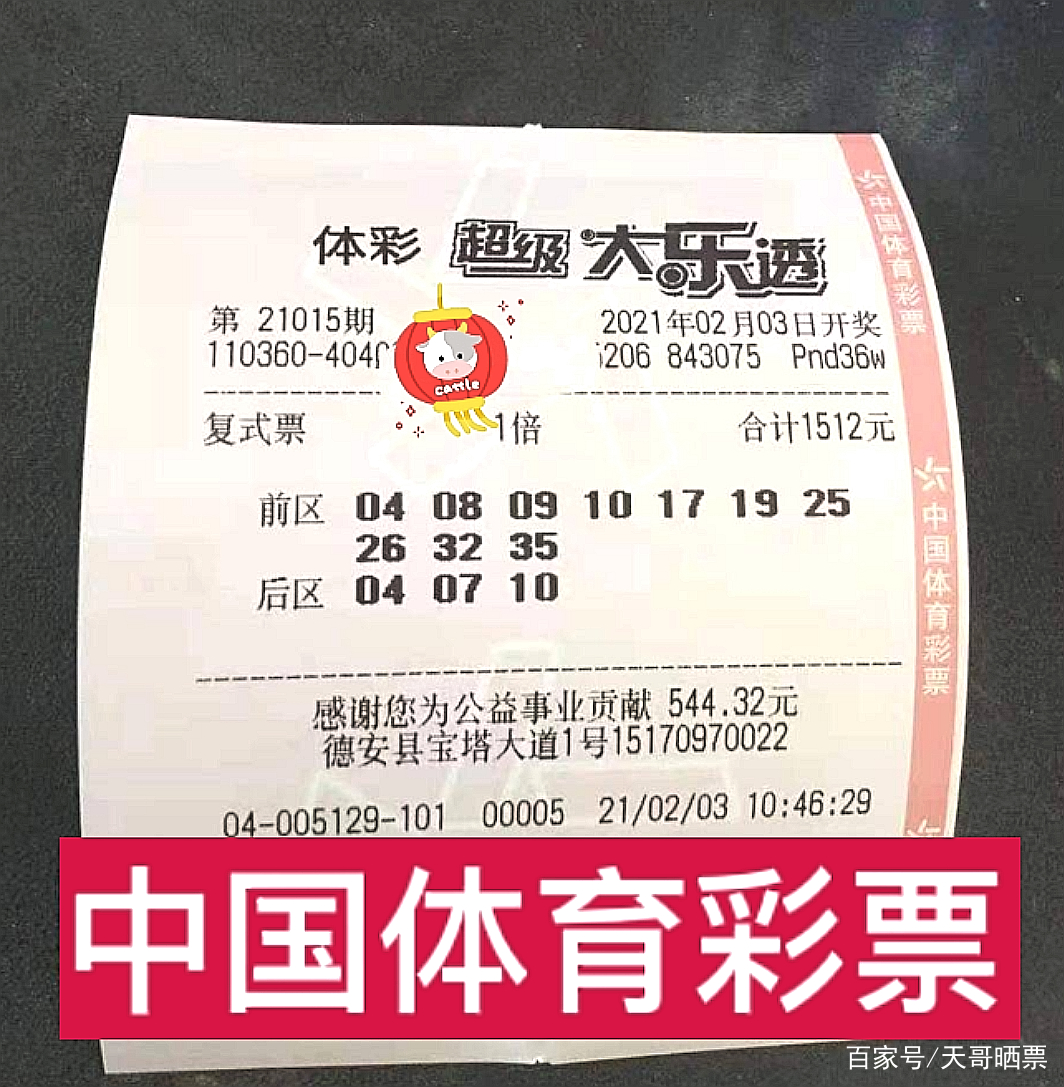 体彩 超级大乐透
第 21015期 2021年02月03日开奖
110360-404 206 843075 Pnd36w
cattle
复式票 1倍 合计1512元
前区 04 08 09 10 17 19 25
26 32 35
后区 04 07 10
感谢您为公益事业贡献 544.32元
德安县宝塔大道1号15170970022
04-005129-101 00005 21/02/03 10:46:29
中国体育彩票
中国体育彩票
中国体育彩票
百家号/天哥晒票